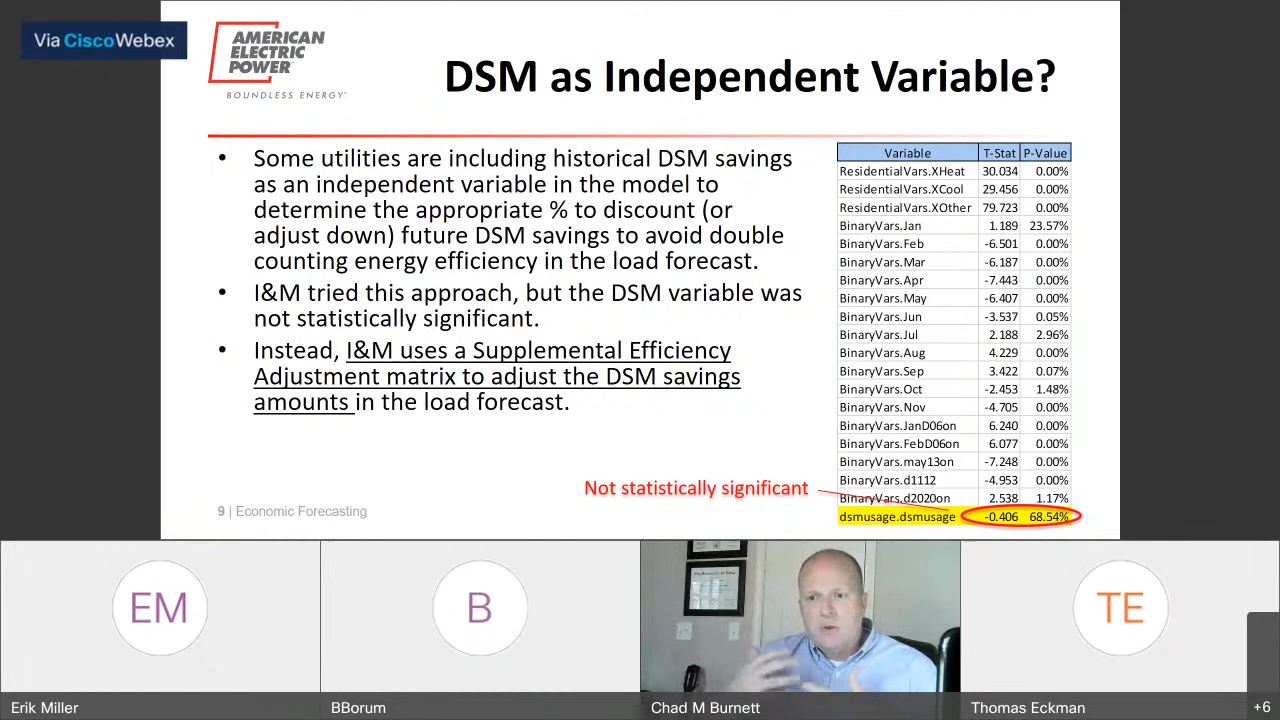 Via Cisco Webex
AMERICAN
ELECTRIC
POWER
BOUNDLESS ENERGY
DSM as Independent Variable?
• Some utilities are including historical DSM savings
as an independent variable in the model to
determine the appropriate % to discount (or
adjust down) future DSM savings to avoid double
counting energy efficiency in the load forecast.
• I&M tried this approach, but the DSM variable was
not statistically significant.
• Instead, I&M uses a Supplemental Efficiency
Adjustment matrix to adjust the DSM savings
amounts in the load forecast.
Variable T-Stat P-Value
ResidentialVars.XHeat 30.034 0.00%
ResidentialVars.XCool 29.456 0.00%
ResidentialVars.XOther 79.723 0.00%
BinaryVars.Jan 1.189 23.57%
BinaryVars.Feb -6.501 0.00%
BinaryVars.Mar -6.187 0.00%
BinaryVars.Apr -7.443 0.00%
BinaryVars.May -6.407 0.00%
BinaryVars.Jun -3.537 0.05%
BinaryVars.Jul 2.188 2.96%
BinaryVars.Aug 4.229 0.00%
BinaryVars.Sep 3.422 0.07%
BinaryVars.Oct -2.453 1.48%
BinaryVars.Nov -4.705 0.00%
BinaryVars.JanD06on 6.240 0.00%
BinaryVars.FebD06on 6.077 0.00%
BinaryVars.may13on -7.248 0.00%
BinaryVars.d1112 -4.953 0.00%
BinaryVars.d2020on 2.538 1.17%
dsmusage.dsmusage -0.406 68.54%
Not statistically significant
9 | Economic Forecasting
EM
B
TE
Erik Miller
BBorum
Chad M Burnett
Thomas Eckman
+6